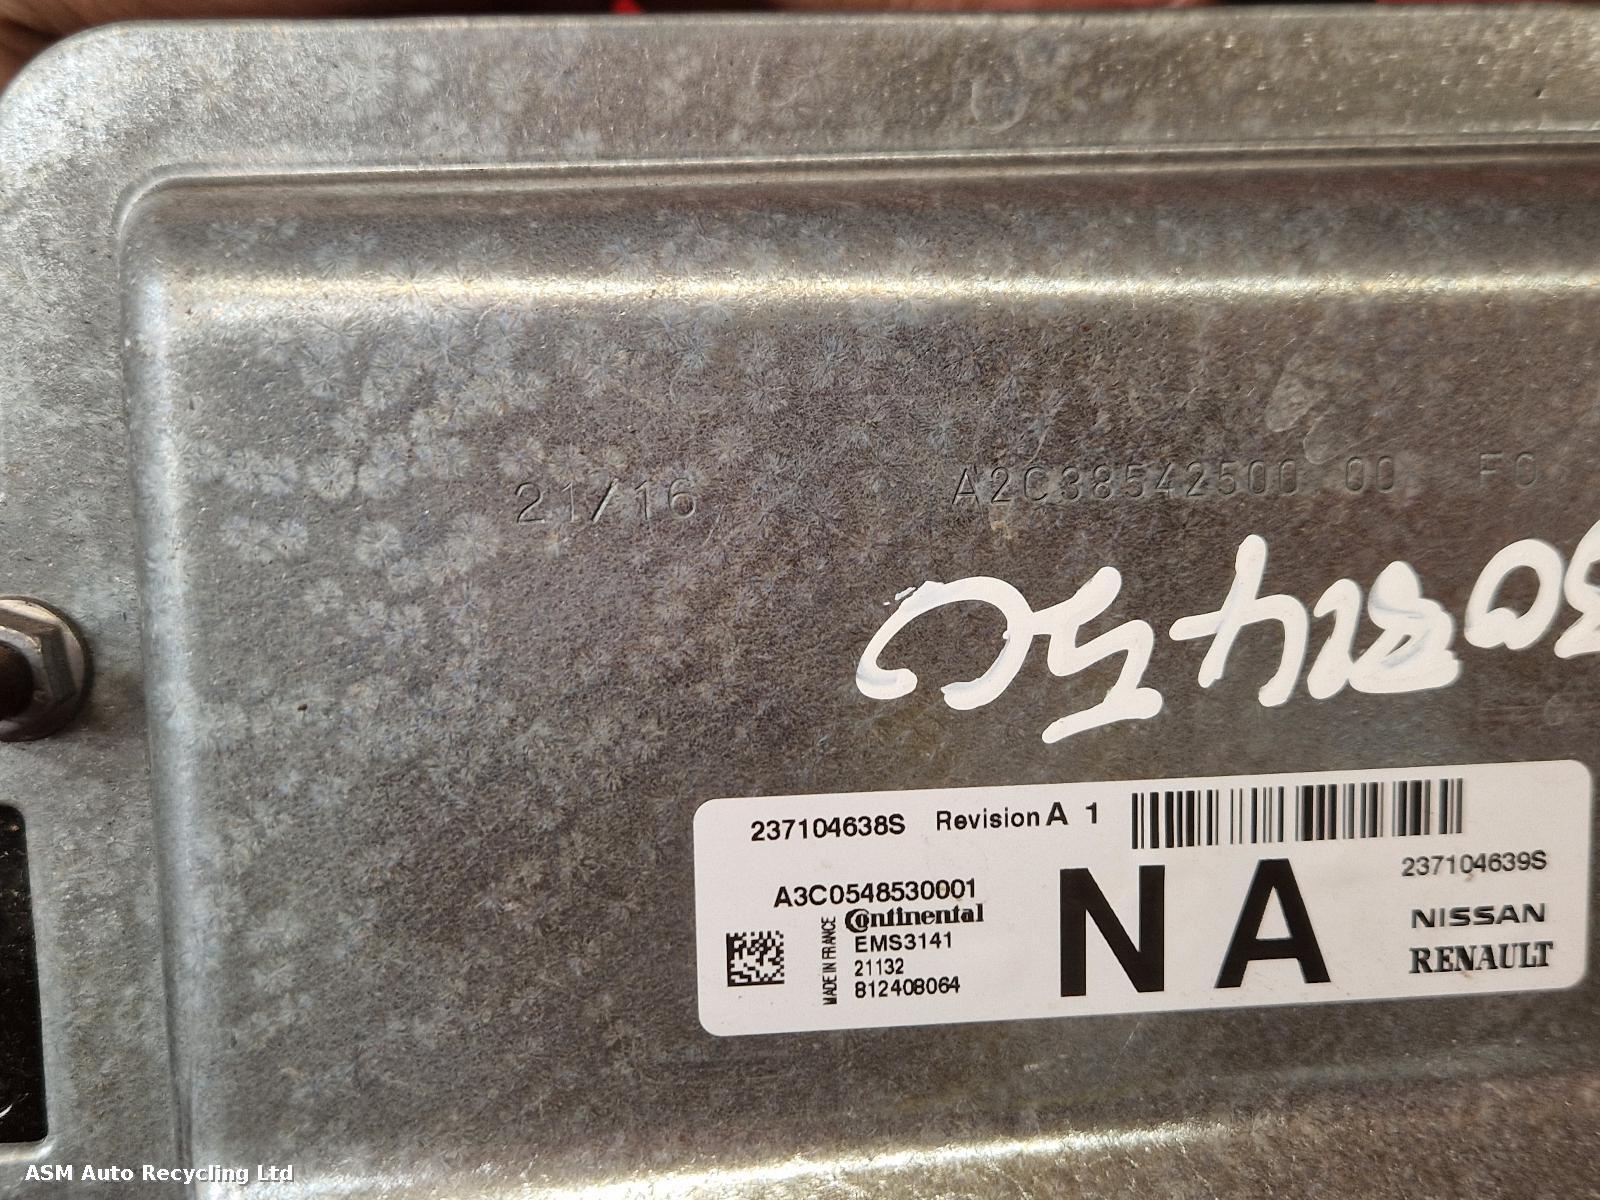 21/16 A2C38542500 00 F0
237104638S Revision A 1
A3C0548530001
Continental
MADE IN FRANCE
EMS3141
21132
812408064
NA
237104639S
NISSAN
RENAULT
ASM Auto Recycling Ltd